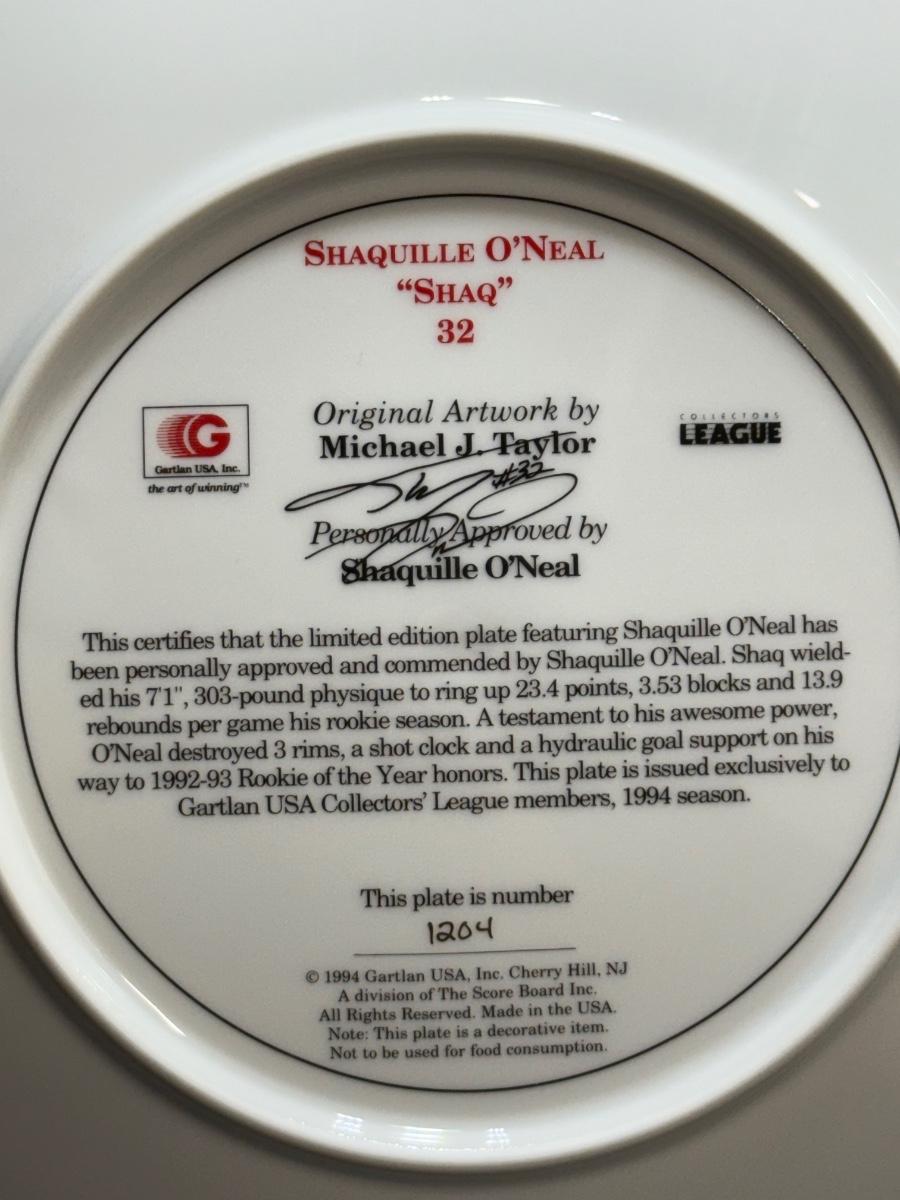 SHAQUILLE O'NEAL
"SHAQ"
32
Original Artwork by
Michael J. Taylor
G
Gartlan USA, Inc.
the art of winning™
COLLECTORS
LEAGUE
#32
Personally Approved by
Shaquille O'Neal
This certifies that the limited edition plate featuring Shaquille O'Neal has
been personally approved and commended by Shaquille O'Neal. Shaq wield-
ed his 7'1", 303-pound physique to ring up 23.4 points, 3.53 blocks and 13.9
rebounds per game his rookie season. A testament to his awesome power,
O'Neal destroyed 3 rims, a shot clock and a hydraulic goal support on his
way to 1992-93 Rookie of the Year honors. This plate is issued exclusively to
Gartlan USA Collectors' League members, 1994 season.
This plate is number
1204
© 1994 Gartlan USA, Inc. Cherry Hill, NJ
A division of The Score Board Inc.
All Rights Reserved. Made in the USA.
Note: This plate is a decorative item.
Not to be used for food consumption.